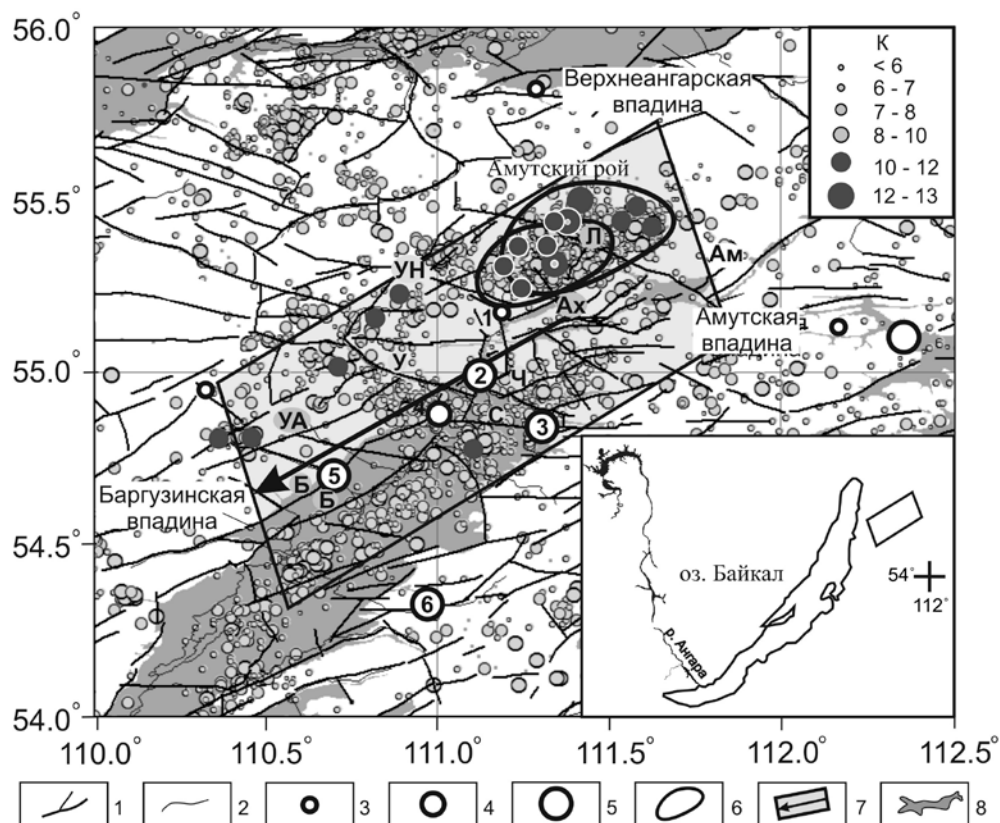 56.0°
55.5°
55.0°
54.5°
54.0°
110.0°
110.5°
111.0°
111.5°
112.0°
112.5°
К
< 6
6 - 7
7 - 8
8 - 10
10 - 12
12 - 13
Верхнеангарская
впадина
Амутский рой
Л
Ам
УН
1
Ах
Амутская
впадина
У
2
Ч
С
3
УА
5
Б
Б
Баргузинская
впадина
6
оз. Байкал
54°
112°
р. Ангара
1
2
3
4
5
6
7
8